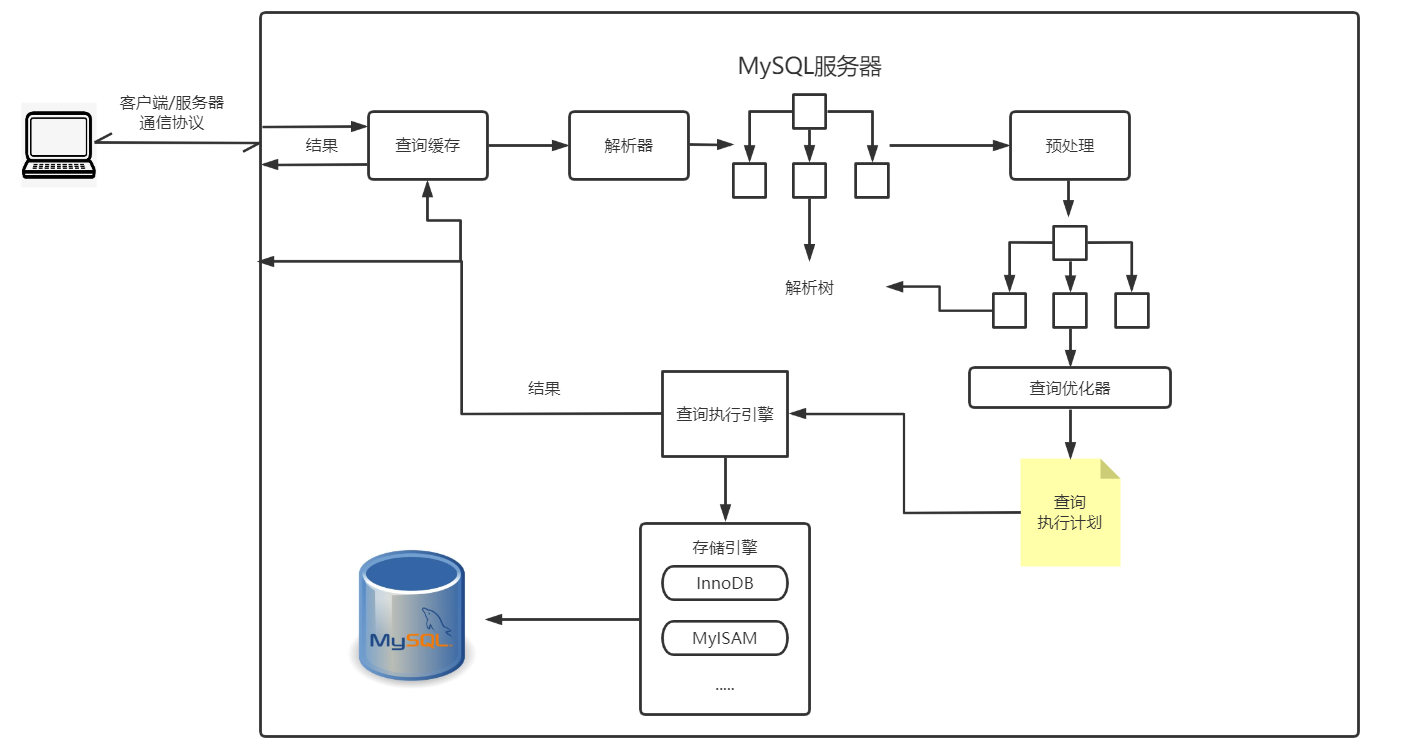 MySQL服务器
客户端/服务器
通信协议
结果
查询缓存
解析器
预处理
解析树
查询优化器
结果
查询执行引擎
查询
执行计划
存储引擎
InnoDB
MyISAM
.....
MySQL